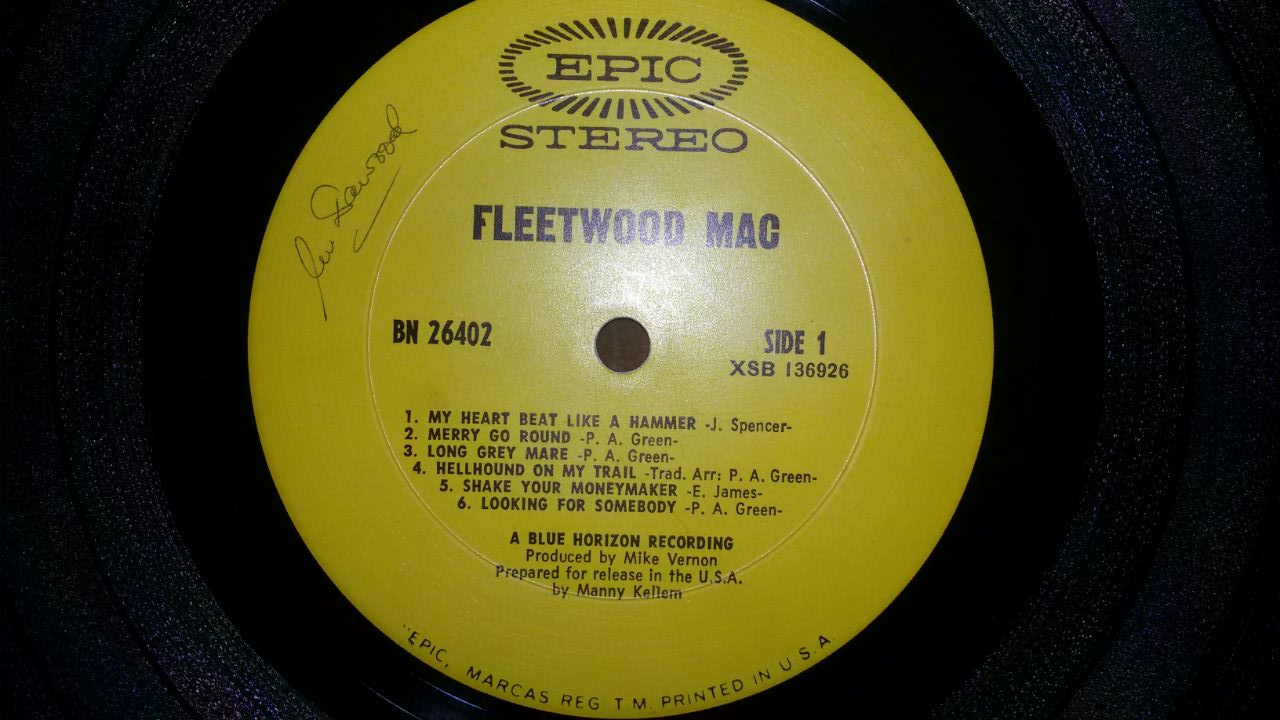 EPIC
STEREO
FLEETWOOD MAC
BN 26402
SIDE 1
XSB 136926
1. MY HEART BEAT LIKE A HAMMER -J. Spencer-
2. MERRY GO ROUND -P. A. Green-
3. LONG GREY MARE -P. A. Green-
4. HELLHOUND ON MY TRAIL -Trad. Arr: P. A. Green-
5. SHAKE YOUR MONEYMAKER -E. James-
6. LOOKING FOR SOMEBODY -P. A. Green-
A BLUE HORIZON RECORDING
Produced by Mike Vernon
Prepared for release in the U.S.A.
by Manny Kellem
"EPIC, MARCAS REG. T.M. PRINTED IN U.S.A.